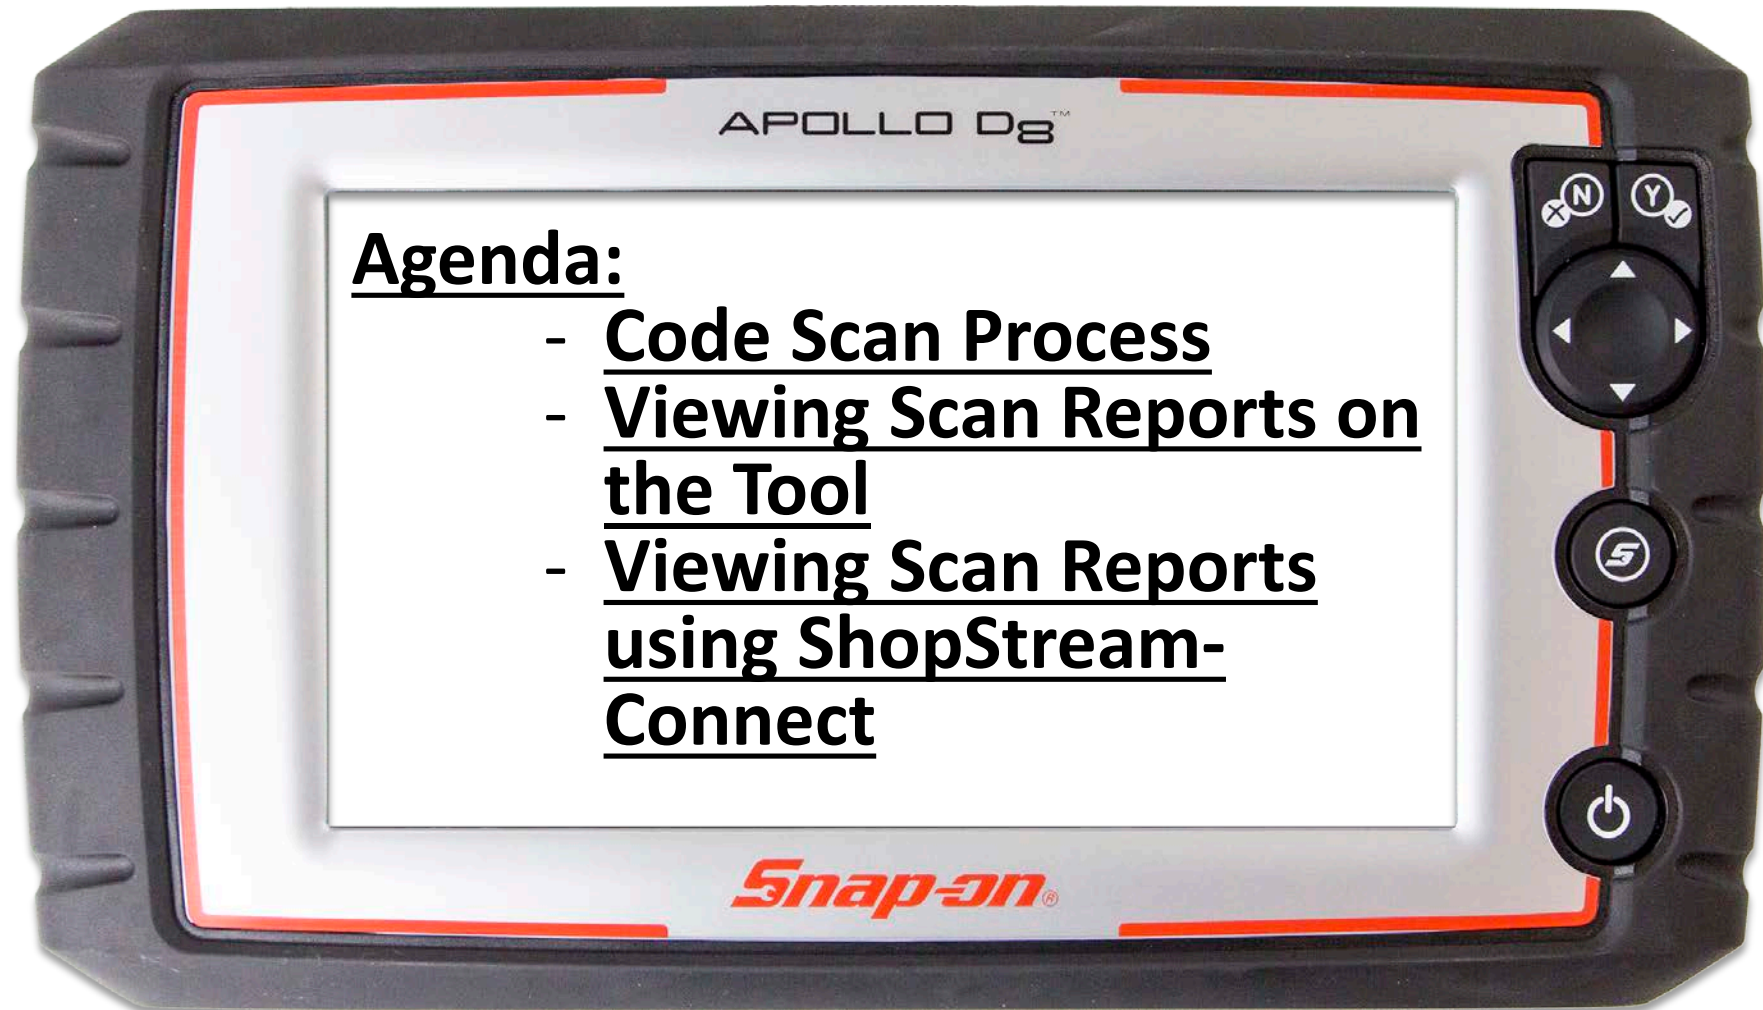 APOLLO D8™
N
Y
Agenda:
- Code Scan Process
- Viewing Scan Reports on
the Tool
- Viewing Scan Reports
using ShopStream-
Connect
S
Snap-on®